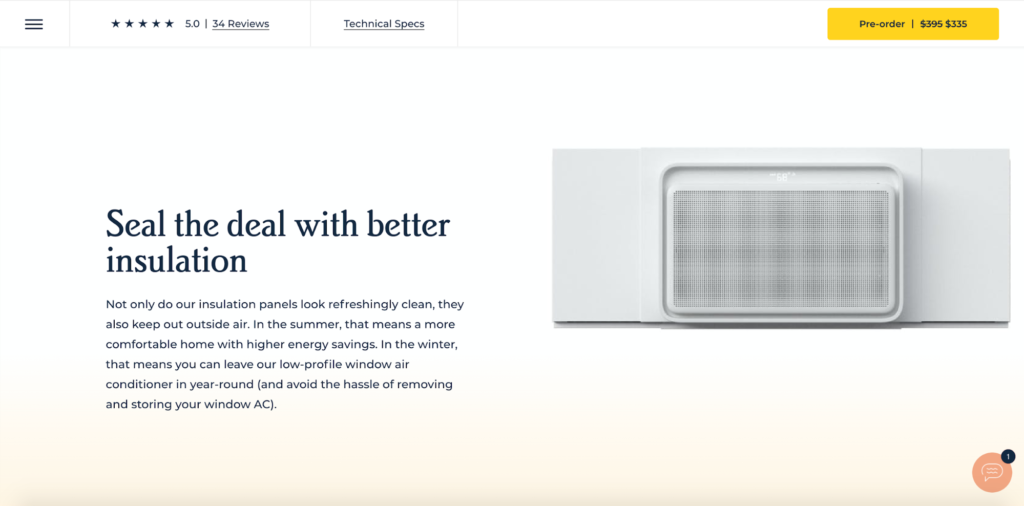 ★★★★★ 5.0 | 34 Reviews
Technical Specs
Pre-order | $395 $335
Seal the deal with better
insulation
Not only do our insulation panels look refreshingly clean, they
also keep out outside air. In the summer, that means a more
comfortable home with higher energy savings. In the winter,
that means you can leave our low-profile window air
conditioner in year-round (and avoid the hassle of removing
and storing your window AC).
1